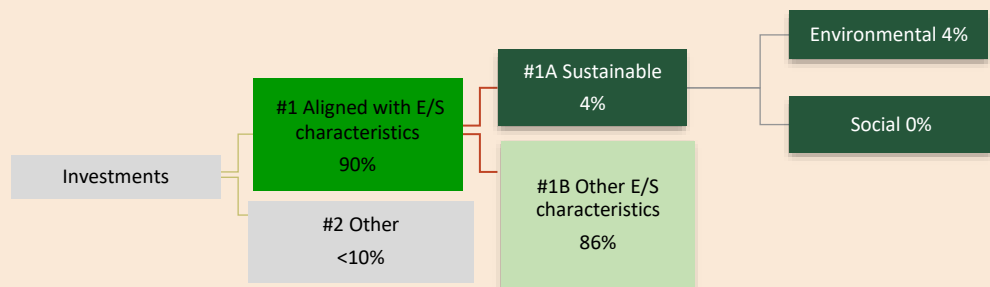 Investments
#1 Aligned with E/S
characteristics
90%
#2 Other
<10%
#1A Sustainable
4%
#1B Other E/S
characteristics
86%
Environmental 4%
Social 0%